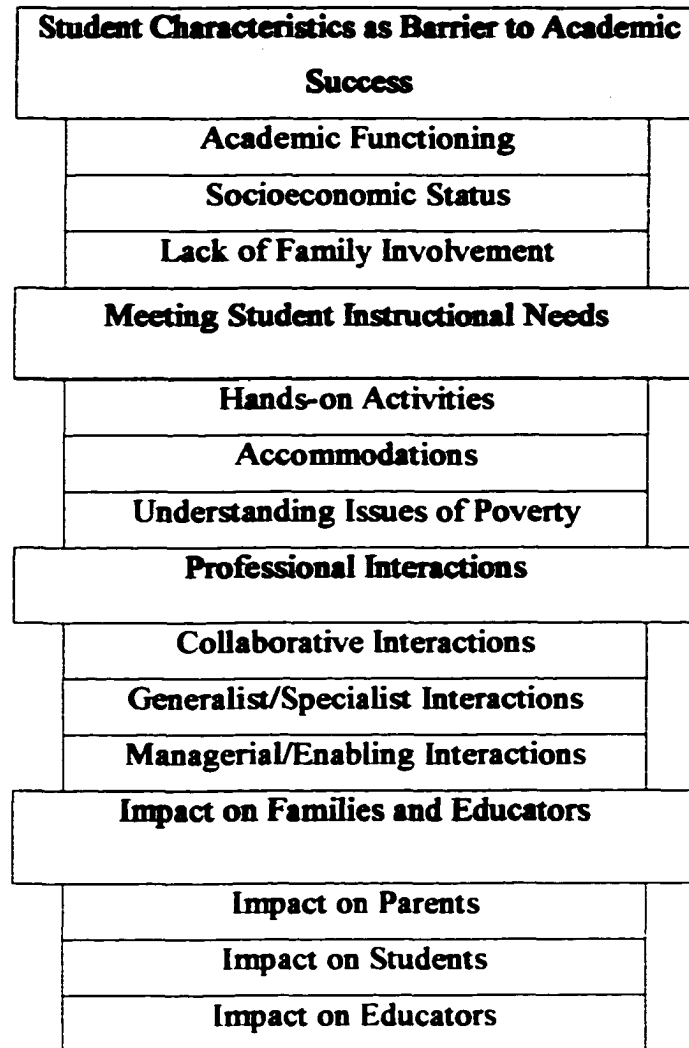 Student Characteristics as Barrier to Academic
Success
Academic Functioning
Socioeconomic Status
Lack of Family Involvement
Meeting Student Instructional Needs
Hands-on Activities
Accommodations
Understanding Issues of Poverty
Professional Interactions
Collaborative Interactions
Generalist/Specialist Interactions
Managerial/Enabling Interactions
Impact on Families and Educators
Impact on Parents
Impact on Students
Impact on Educators